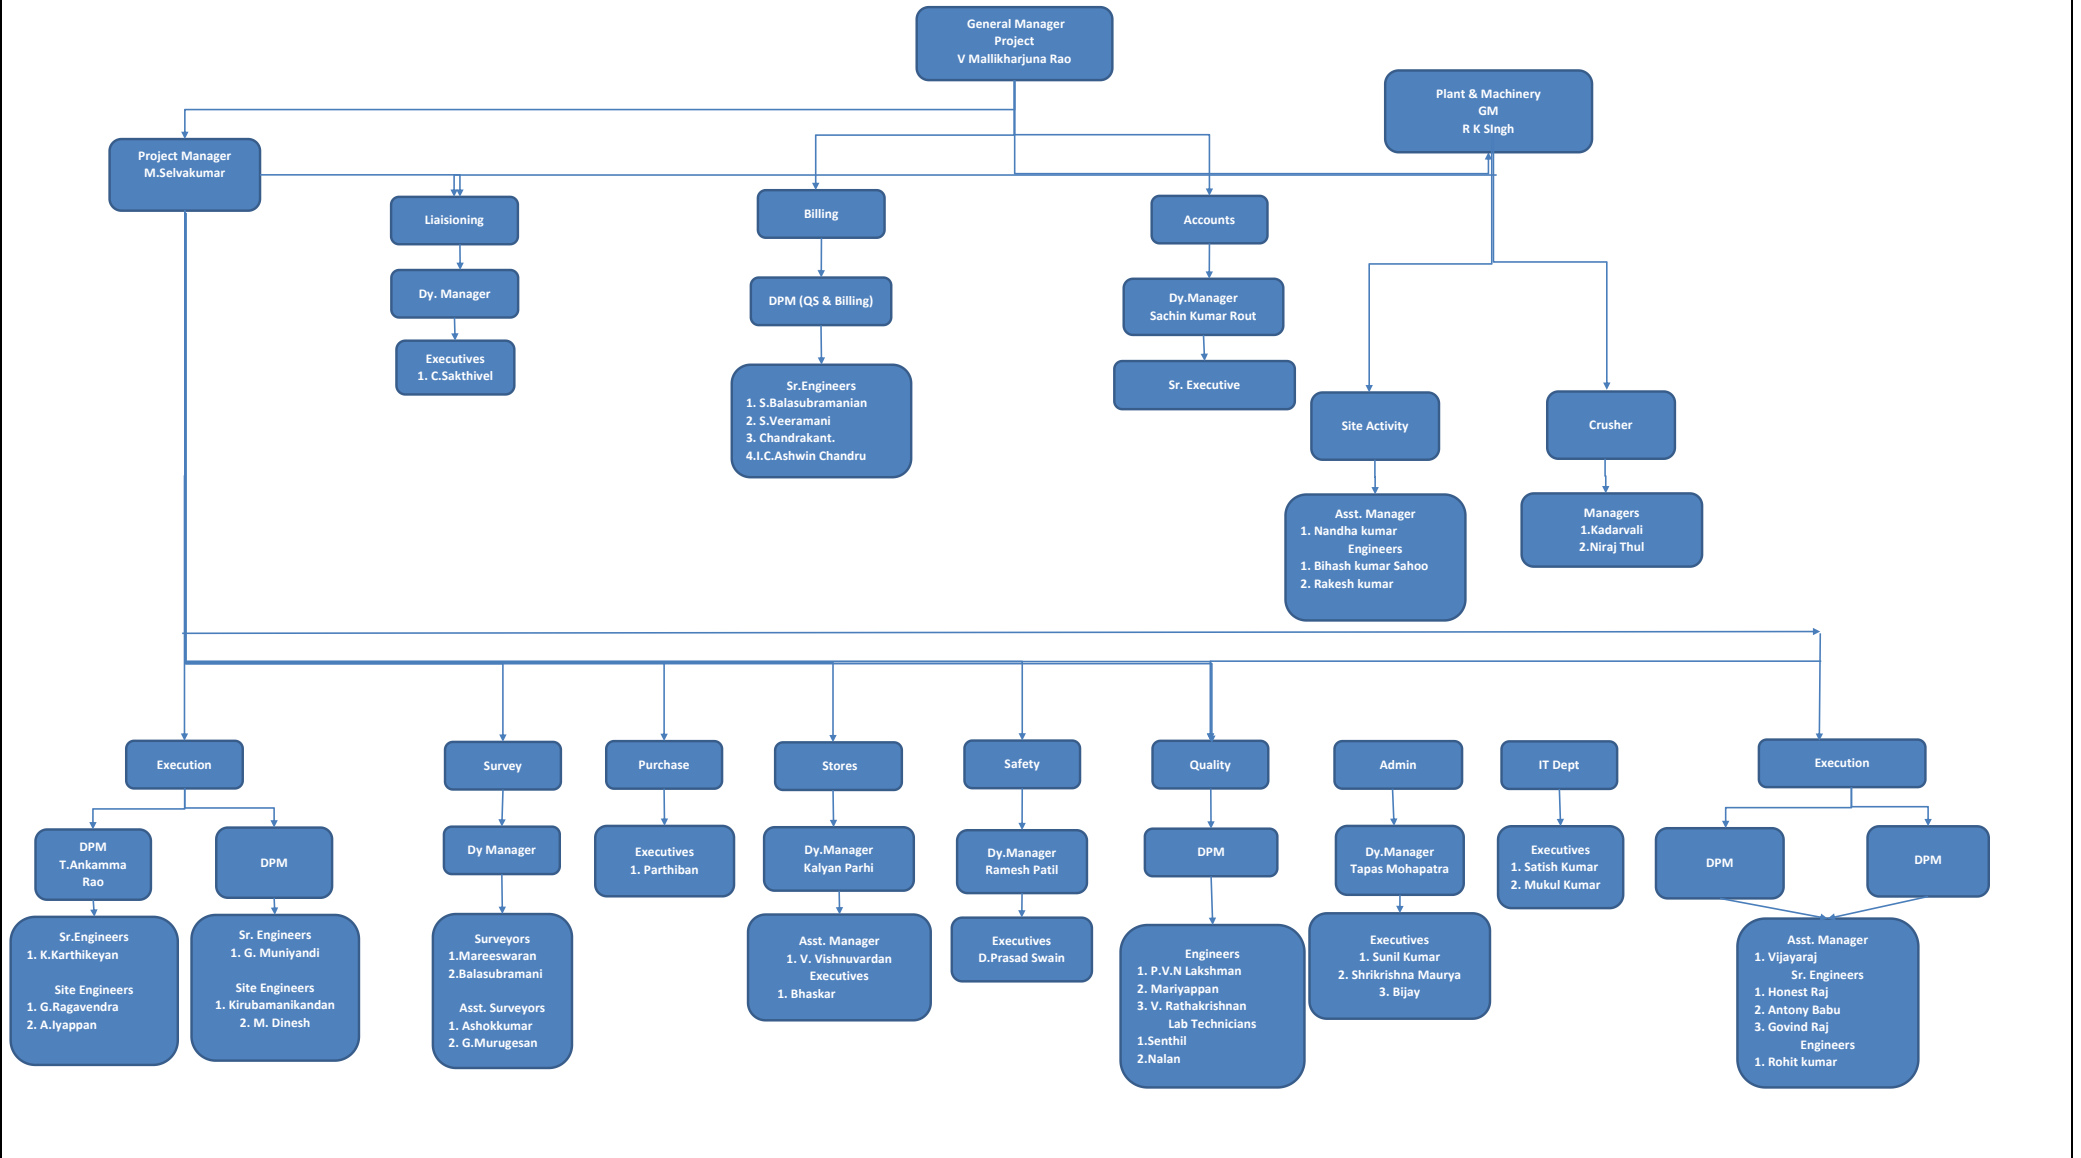 General Manager
Project
V Mallikharjuna Rao
Plant & Machinery
GM
R K SIngh
Project Manager
M.Selvakumar
Liaisioning
Billing
Accounts
Dy. Manager
DPM (QS & Billing)
Dy.Manager
Sachin Kumar Rout
Executives
1. C.Sakthivel
Sr.Engineers
1. S.Balasubramanian
2. S.Veeramani
3. Chandrakant.
4.I.C.Ashwin Chandru
Sr. Executive
Site Activity
Crusher
Asst. Manager
1. Nandha kumar
Engineers
1. Bihash kumar Sahoo
2. Rakesh kumar
Managers
1.Kadarvali
2.Niraj Thul
Execution
Survey
Purchase
Stores
Safety
Quality
Admin
IT Dept
Execution
DPM
T.Ankamma
Rao
DPM
Dy Manager
Executives
1. Parthiban
Dy.Manager
Kalyan Parhi
Dy.Manager
Ramesh Patil
DPM
Dy.Manager
Tapas Mohapatra
Executives
1. Satish Kumar
2. Mukul Kumar
DPM
DPM
Sr.Engineers
1. K.Karthikeyan
Site Engineers
1. G.Ragavendra
2. A.Iyappan
Sr. Engineers
1. G. Muniyandi
Site Engineers
1. Kirubamanikandan
2. M. Dinesh
Surveyors
1.Mareeswaran
2.Balasubramani
Asst. Surveyors
1. Ashokkumar
2. G.Murugesan
Asst. Manager
1. V. Vishnuvardan
Executives
1. Bhaskar
Executives
D.Prasad Swain
Engineers
1. P.V.N Lakshman
2. Mariyappan
3. V. Rathakrishnan
Lab Technicians
1.Senthil
2.Nalan
Executives
1. Sunil Kumar
2. Shrikrishna Maurya
3. Bijay
Asst. Manager
1. Vijayaraj
Sr. Engineers
1. Honest Raj
2. Antony Babu
3. Govind Raj
Engineers
1. Rohit kumar